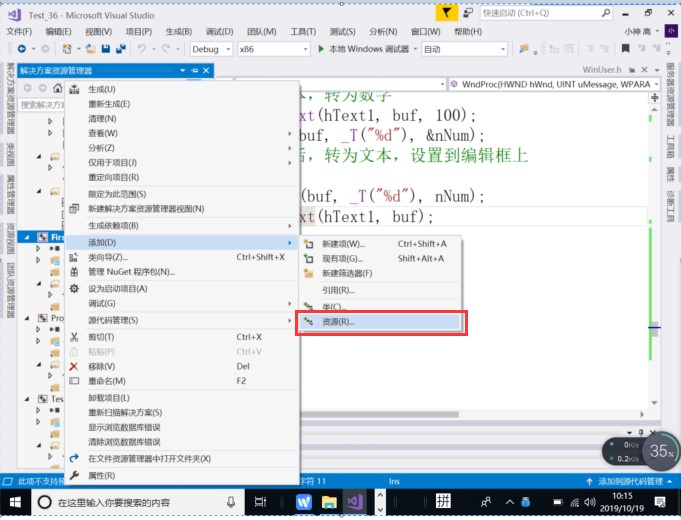 Test_36 - Microsoft Visual Studio
快速启动 (Ctrl+Q)
文件(F) 编辑(E) 视图(V) 项目(P) 生成(B) 调试(D) 团队(M) 工具(T) 测试(S) 分析(N) 窗口(W) 帮助(H) 小神 高
Debug x86 本地 Windows 调试器 自动
解决方案资源管理器
WinUser.h
WndProc(HWND hWnd, UINT uMessage, WPARA
搜索解决
本, 转为数字
xt(hText1, buf, 100);
buf, _T("%d"), &nNum);
后, 转为文本, 设置到编辑框上
(buf, _T("%d"), nNum);
xt(hText1, buf);
解决方案资源管理器
类视图
属性管理器
团队资源管理器
服务器资源管理器
工具箱
属性
诊断工具
Firs
Pro
Tes
生成(U)
重新生成(E)
清理(N)
查看(W)
分析(Z)
仅用于项目(J)
重定向项目(R)
限定为此范围(S)
新建解决方案资源管理器视图(N)
生成依赖项(B)
添加(D)
类向导(Z)... Ctrl+Shift+X
管理 NuGet 程序包(N)...
设为启动项目(A)
调试(G)
源代码管理(S)
剪切(T) Ctrl+X
粘贴(P) Ctrl+V
移除(V) Del
重命名(M) F2
卸载项目(L)
重新扫描解决方案(S)
显示浏览数据库错误
清除浏览数据库错误
在文件资源管理器中打开文件夹(X)
属性(R)
新建项(W)... Ctrl+Shift+A
现有项(G)... Shift+Alt+A
新建筛选器(F)
引用(R)...
类(C)...
资源(R)...
0K/s
0.2K/s
35%
此项不支持预
字符 11
Ins
添加到源代码管理
在这里输入你要搜索的内容
拼
10:15
2019/10/19